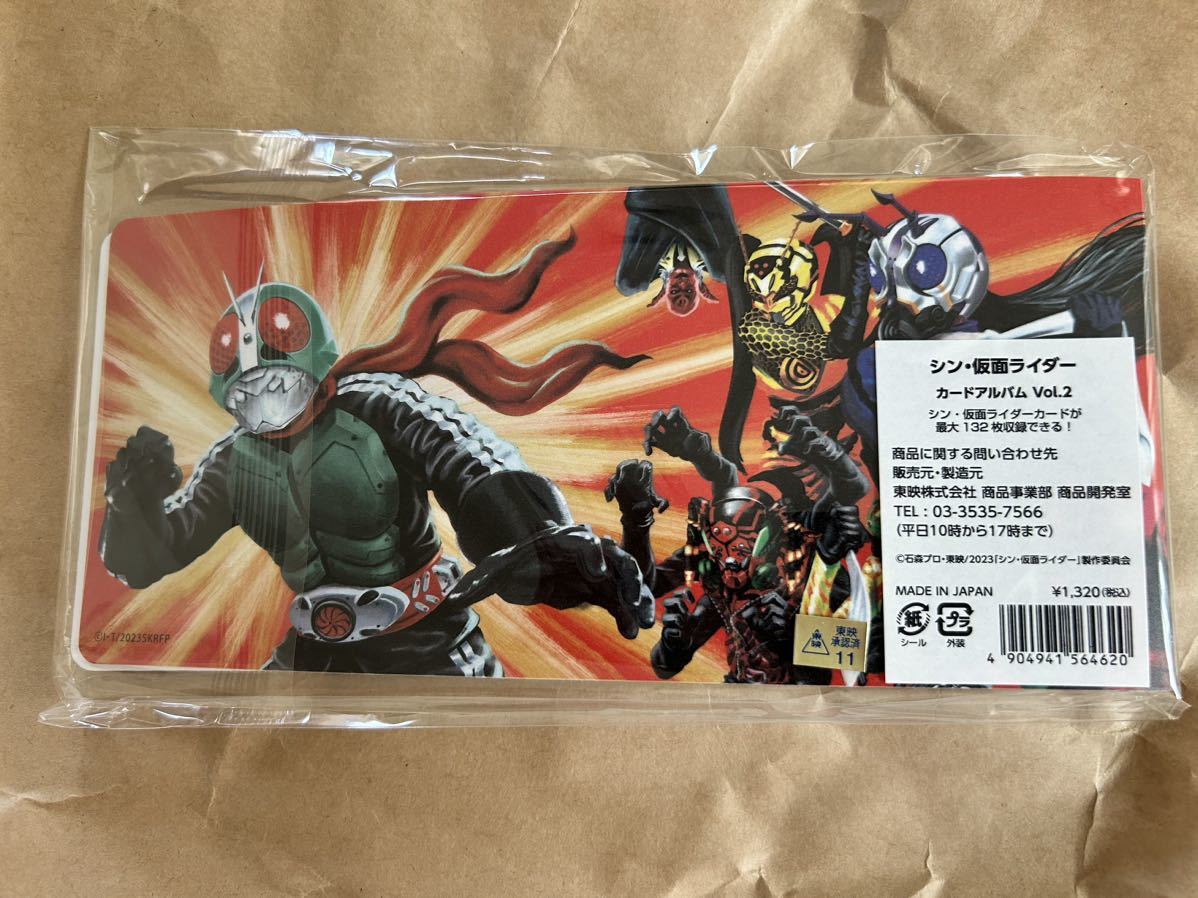 シン・仮面ライダー
カードアルバム Vol.2
シン・仮面ライダーカードが
最大 132 枚収録できる!
商品に関する問い合わせ先
販売元・製造元
東映株式会社 商品事業部 商品開発室
TEL : 03-3535-7566
(平日10時から17時まで)
©石森プロ・東映/2023「シン・仮面ライダー」製作委員会
MADE IN JAPAN ¥1,320(税込)
紙 プラ
シール 外装
4 904941 564620
東映
東映
承認済
11
©I・T/2023SKRFP